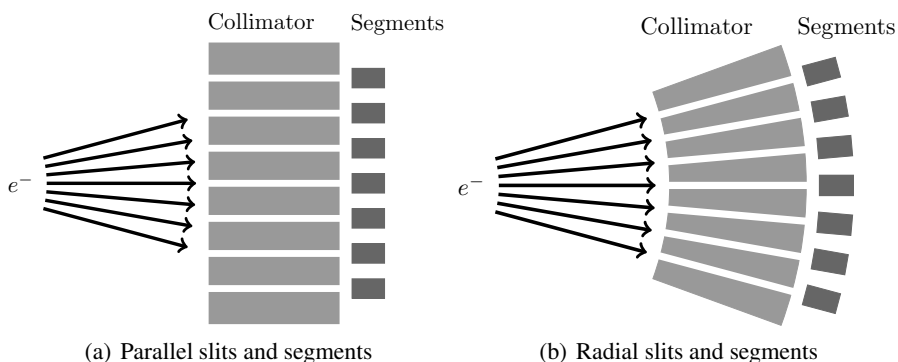 Collimator Segments
e⁻
(a) Parallel slits and segments
Collimator Segments
e⁻
(b) Radial slits and segments